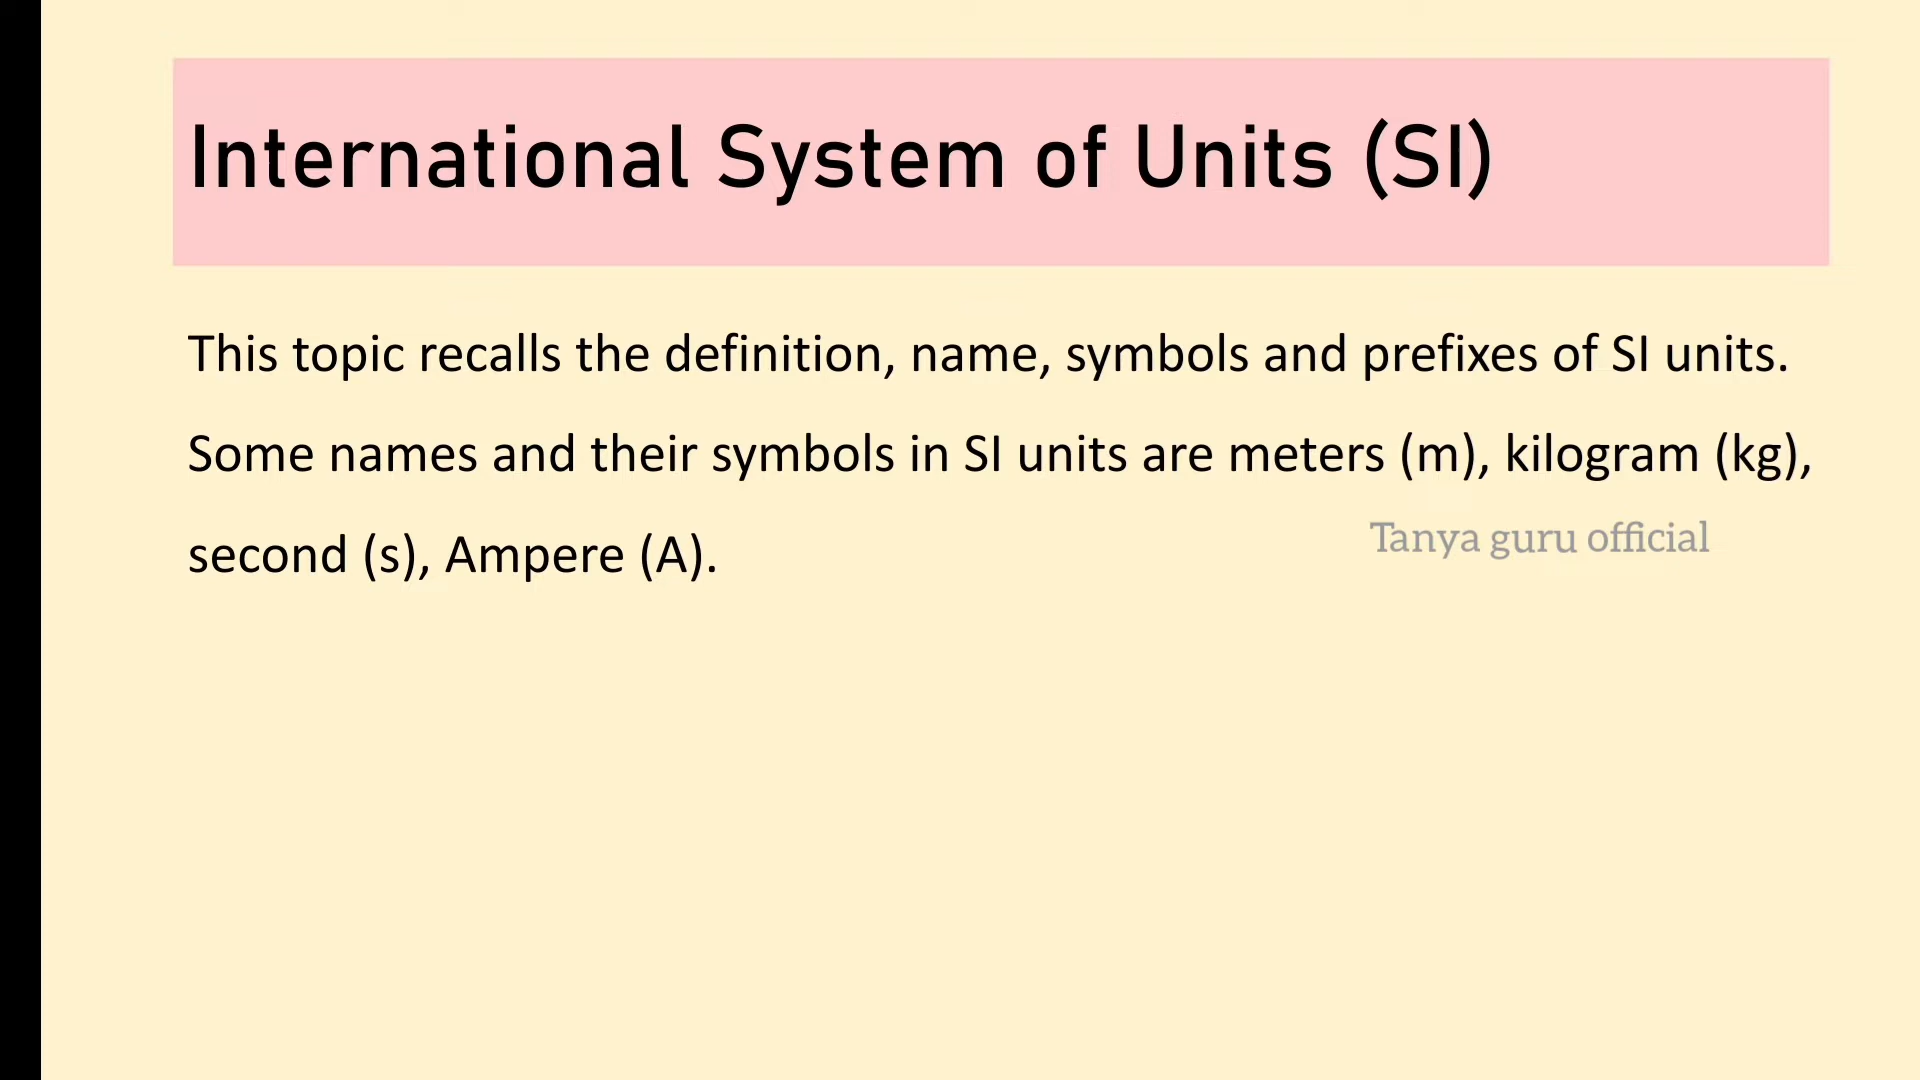 International System of Units (SI)
This topic recalls the definition, name, symbols and prefixes of SI units.
Some names and their symbols in SI units are meters (m), kilogram (kg),
second (s), Ampere (A).
Tanya guru official